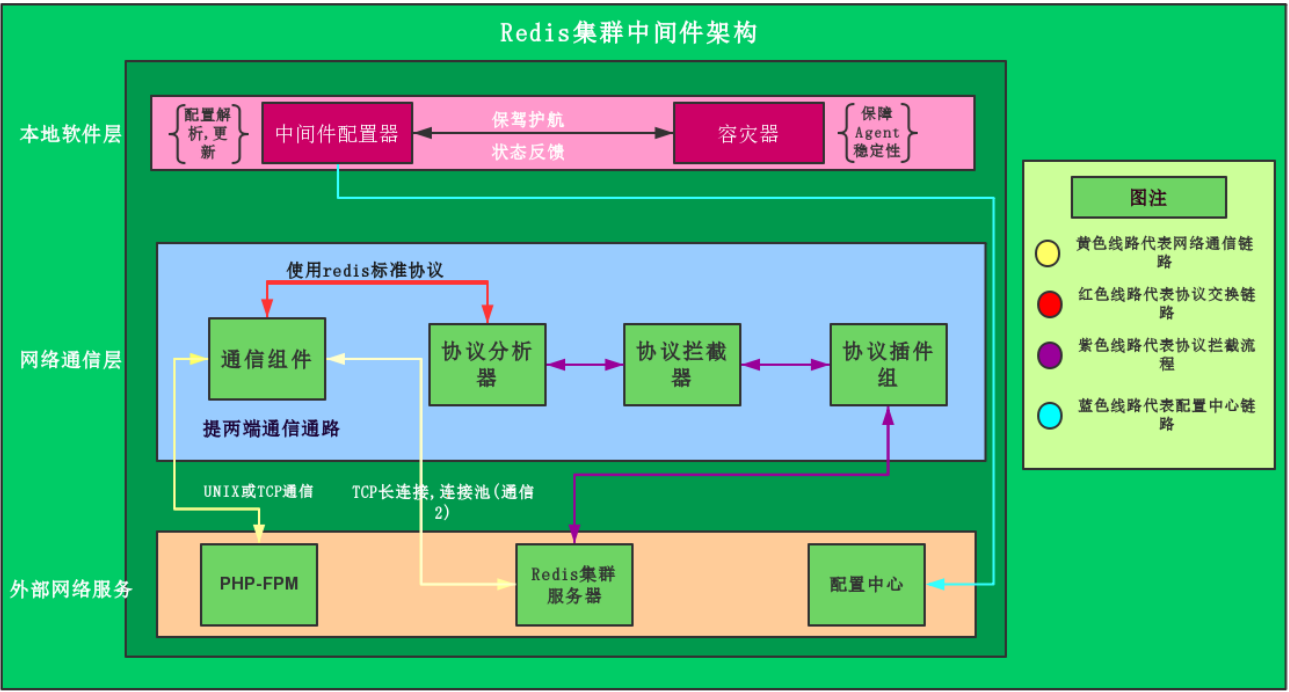 Redis集群中间件架构
本地软件层
配置解
析,更
新
中间件配置器
保驾护航
状态反馈
容灾器
保障
Agent
稳定性
图注
黄色线路代表网络通信链
路
红色线路代表协议交换链
路
紫色线路代表协议拦截流
程
蓝色线路代表配置中心链
路
网络通信层
使用redis标准协议
通信组件
协议分析
器
协议拦截
器
协议插件
组
提两端通信通路
UNIX或TCP通信
TCP长连接,连接池(通信
2)
外部网络服务
PHP-FPM
Redis集群
服务器
配置中心